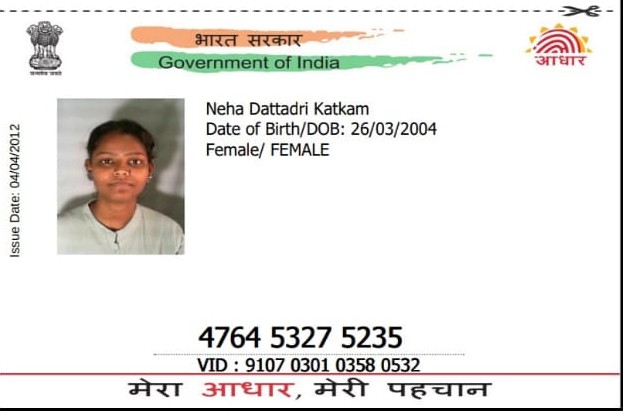 सत्यमेव जयते
भारत सरकार
Government of India
आधार
Issue Date: 04/04/2012
Neha Dattadri Katkam
Date of Birth/DOB: 26/03/2004
Female/ FEMALE
4764 5327 5235
VID : 9107 0301 0358 0532
मेरा आधार, मेरी पहचान